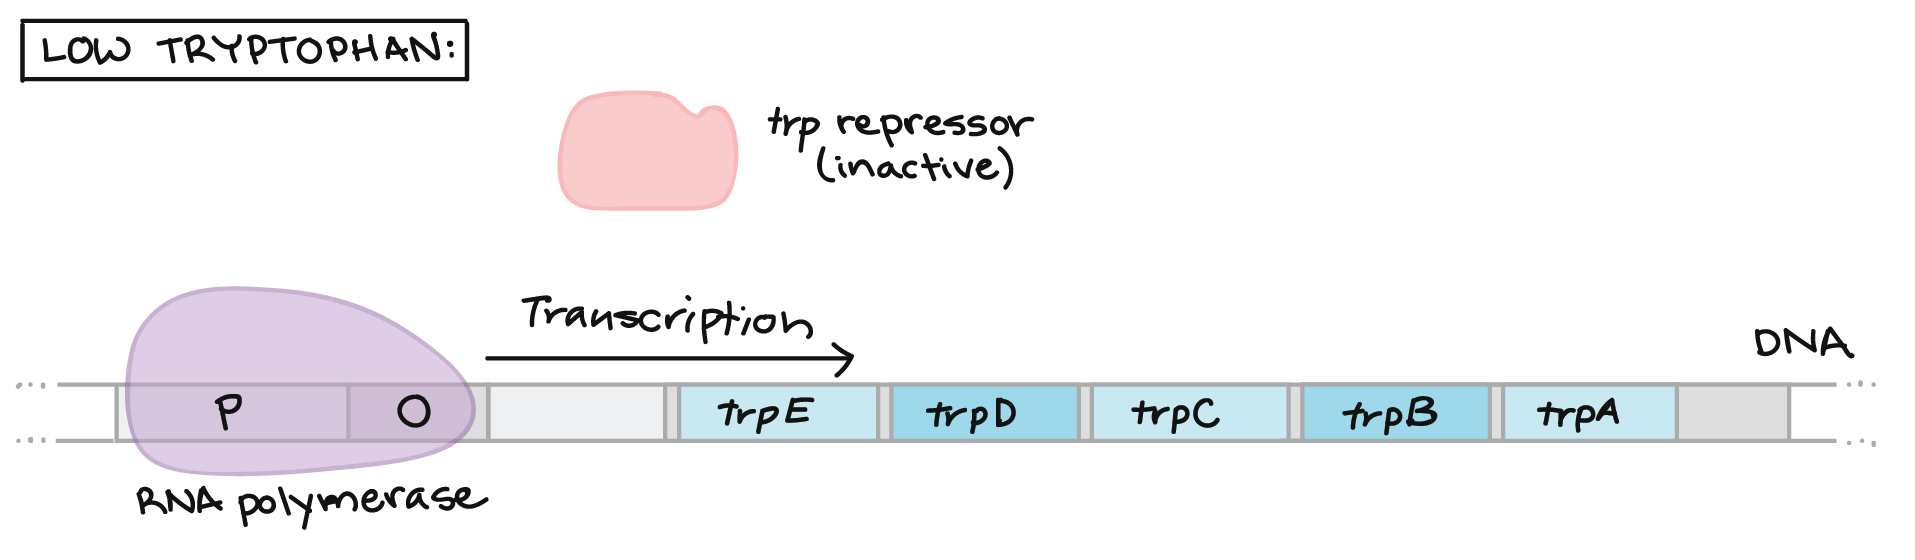 LOW TRYPTOPHAN:
trp repressor
(inactive)
Transcription
DNA
P O trpE trpD trpC trpB trpA
RNA polymerase